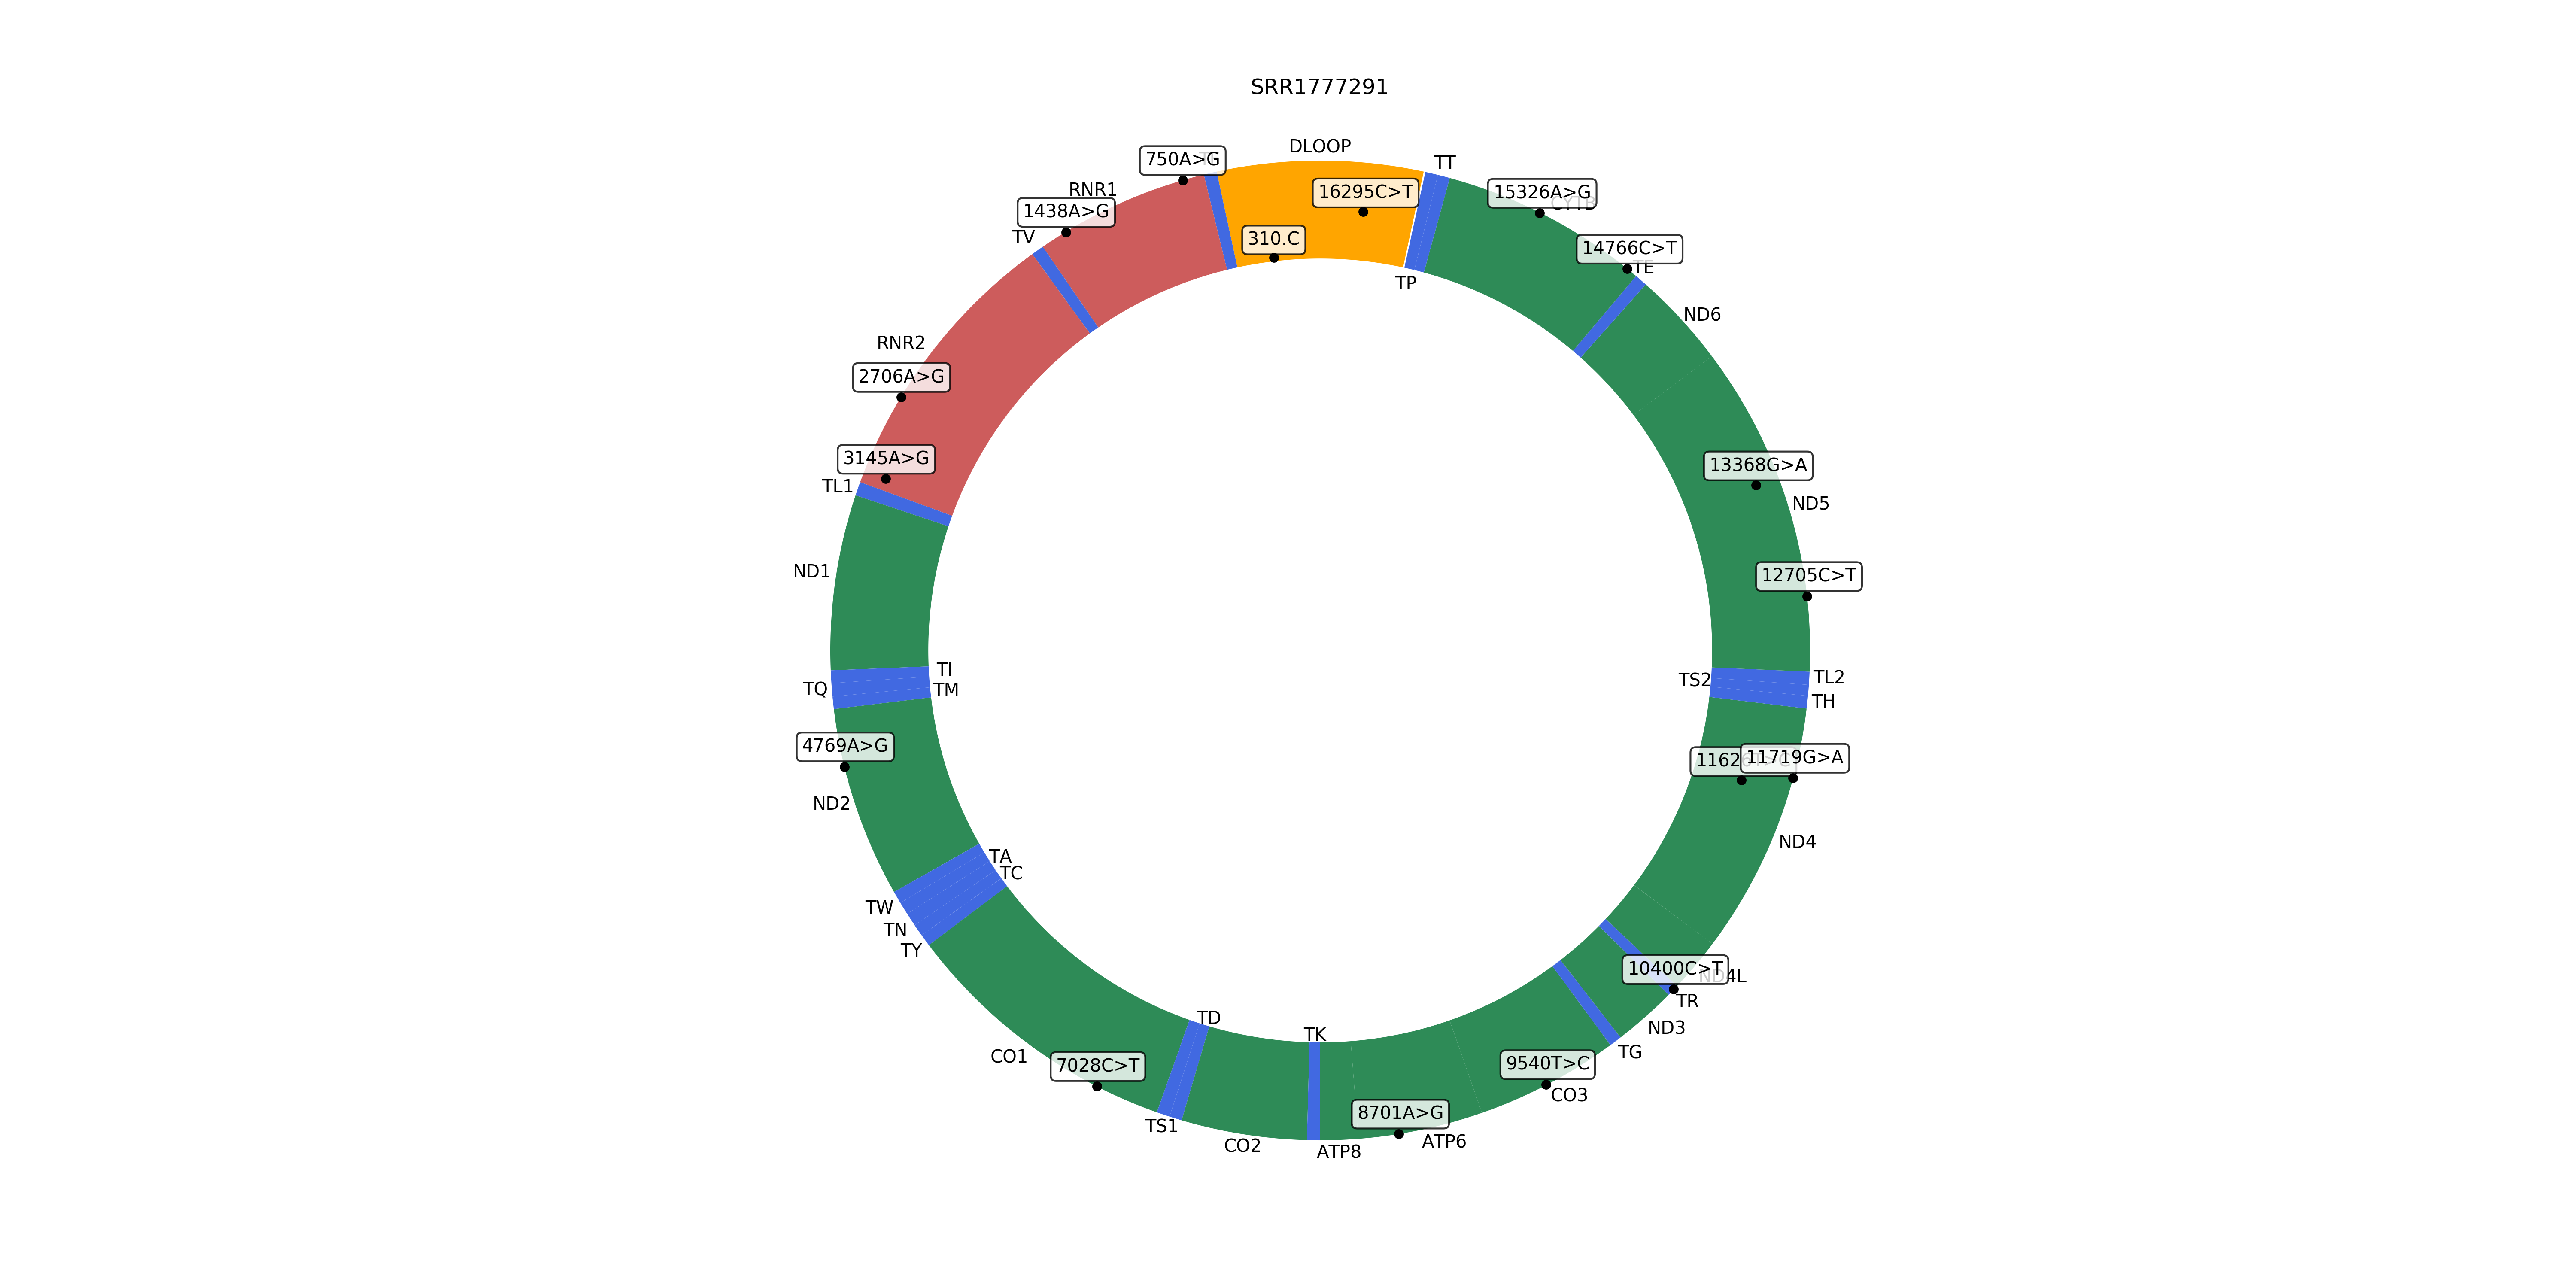 SRR1777291
DLOOP
TT
750A>G
RNR1
16295C>T
15326A>G
1438A>G
TV
310.C
14766C>T
TE
TP
ND6
RNR2
2706A>G
3145A>G
13368G>A
TL1
ND5
ND1
12705C>T
TI
TQ
TM
TS2
TL2
TH
4769A>G
11719G>A
ND2
ND4
TA
TC
TW
TN
TY
10400C>T
TR
TD
TK
ND3
TG
CO1
7028C>T
9540T>C
CO3
8701A>G
TS1
CO2
ATP8
ATP6